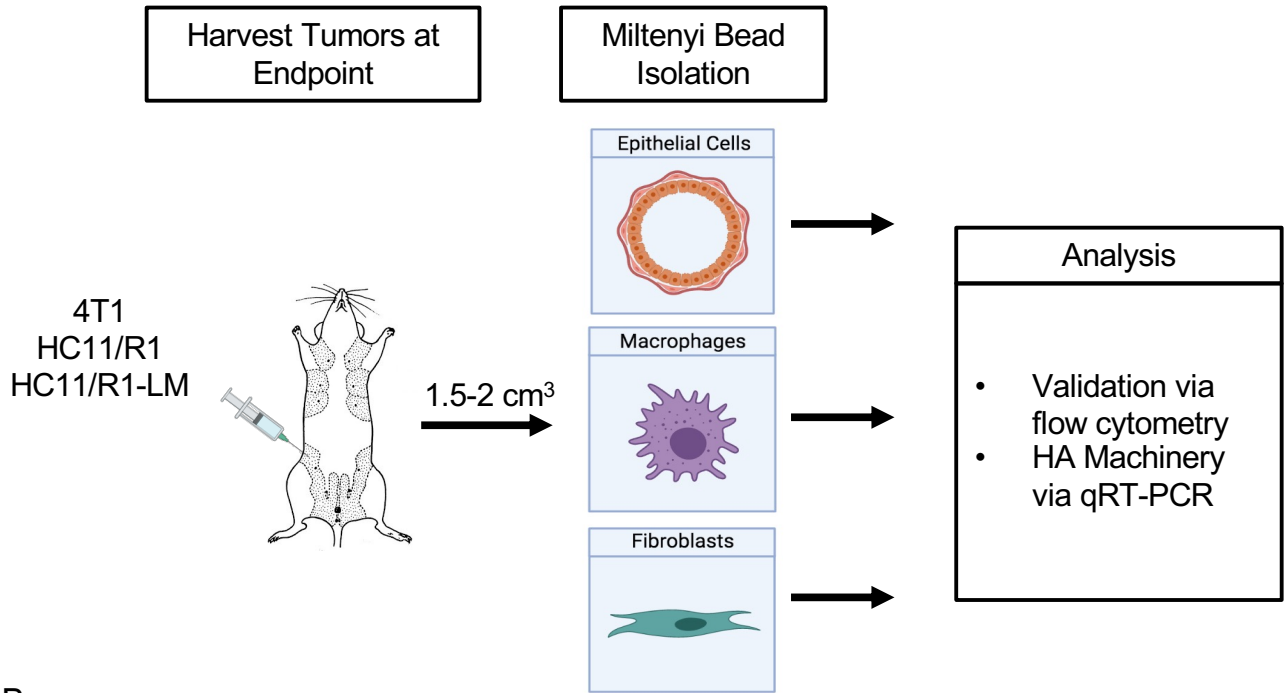 Harvest Tumors at
Endpoint
Miltenyi Bead
Isolation
Epithelial Cells
4T1
HC11/R1
HC11/R1-LM
1.5-2 cm³
Macrophages
Fibroblasts
Analysis
• Validation via
flow cytometry
• HA Machinery
via qRT-PCR